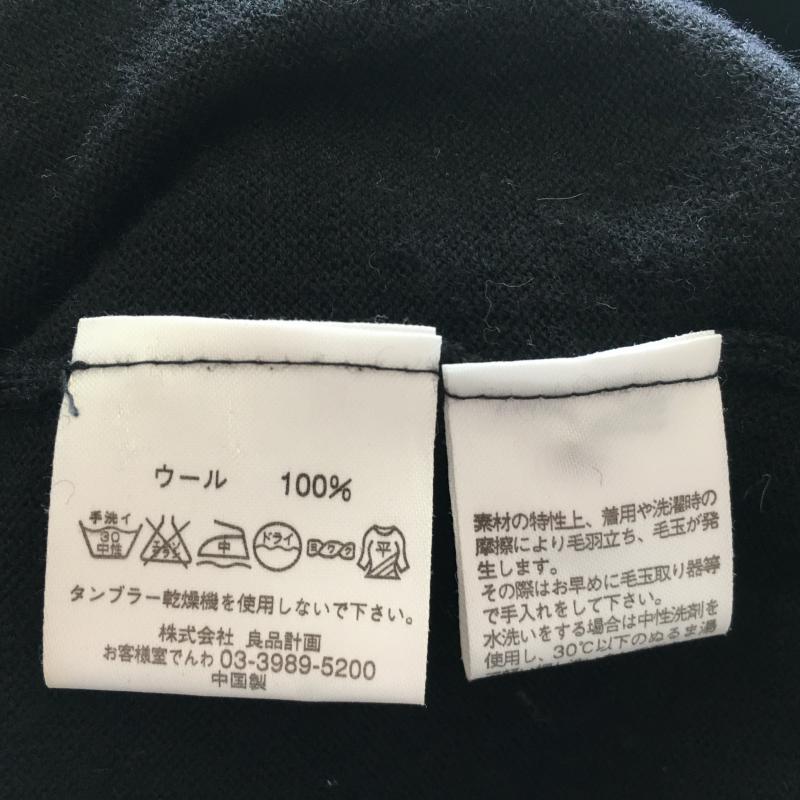 ウール 100%
手洗イ
30
中性
エンソ
サラシ
中
ドライ
平
タンブラー乾燥機を使用しないで下さい。
株式会社 良品計画
お客様室でんわ 03-3989-5200
中国製
素材の特性上、着用や洗濯時の
摩擦により毛羽立ち、毛玉が発
生します。
その際はお早めに毛玉取り器等
で手入れをして下さい。
水洗いをする場合は中性洗剤を
使用し、30℃以下のぬるま湯